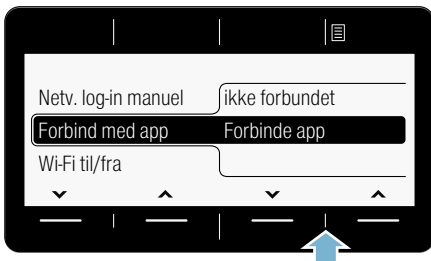 Netv. log-in manuel
ikke forbundet
Forbind med app
Forbinde app
Wi-Fi til/fra